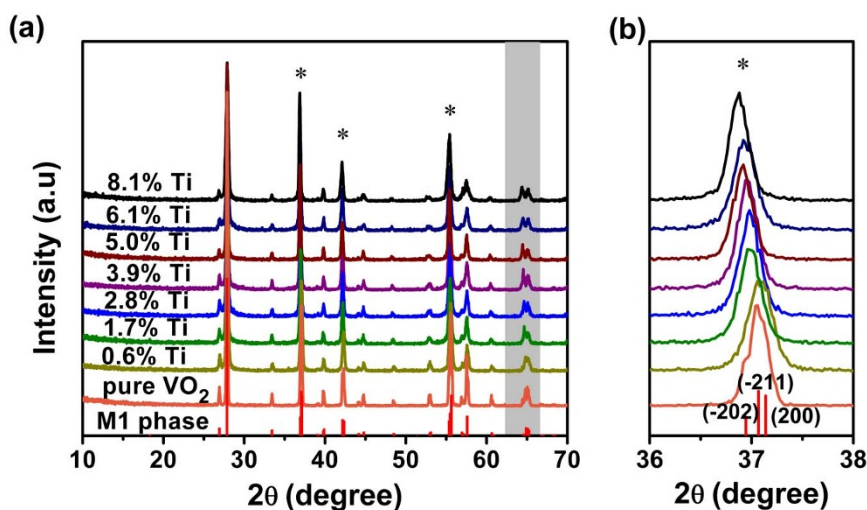 (a)
*
*
*
8.1% Ti
6.1% Ti
5.0% Ti
3.9% Ti
2.8% Ti
1.7% Ti
0.6% Ti
pure VO₂
M1 phase
Intensity (a.u)
10 20 30 40 50 60 70
2θ (degree)
(b)
*
(-211)
(-202) (200)
36 37 38
2θ (degree)